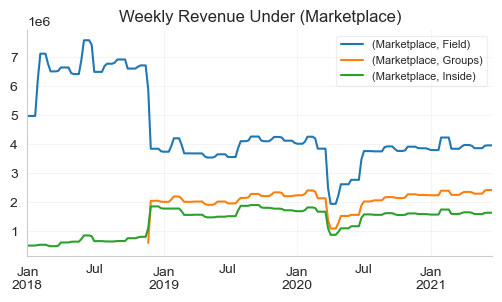 Weekly Revenue Under (Marketplace)
1e6
(Marketplace, Field)
(Marketplace, Groups)
(Marketplace, Inside)
7
6
5
4
3
2
1
Jan Jul Jan Jul Jan Jul Jan
2018 2019 2020 2021